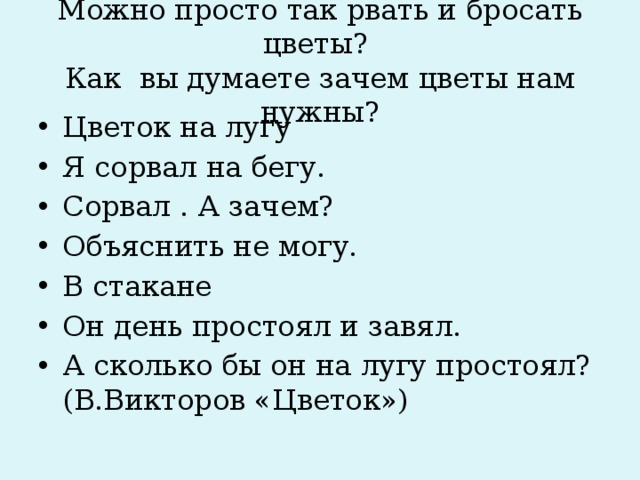 Можно просто так рвать и бросать
цветы?
Как вы думаете зачем цветы нам
нужны?
• Цветок на лугу
• Я сорвал на бегу.
• Сорвал . А зачем?
• Объяснить не могу.
• В стакане
• Он день простоял и завял.
• А сколько бы он на лугу простоял?
(В.Викторов «Цветок»)